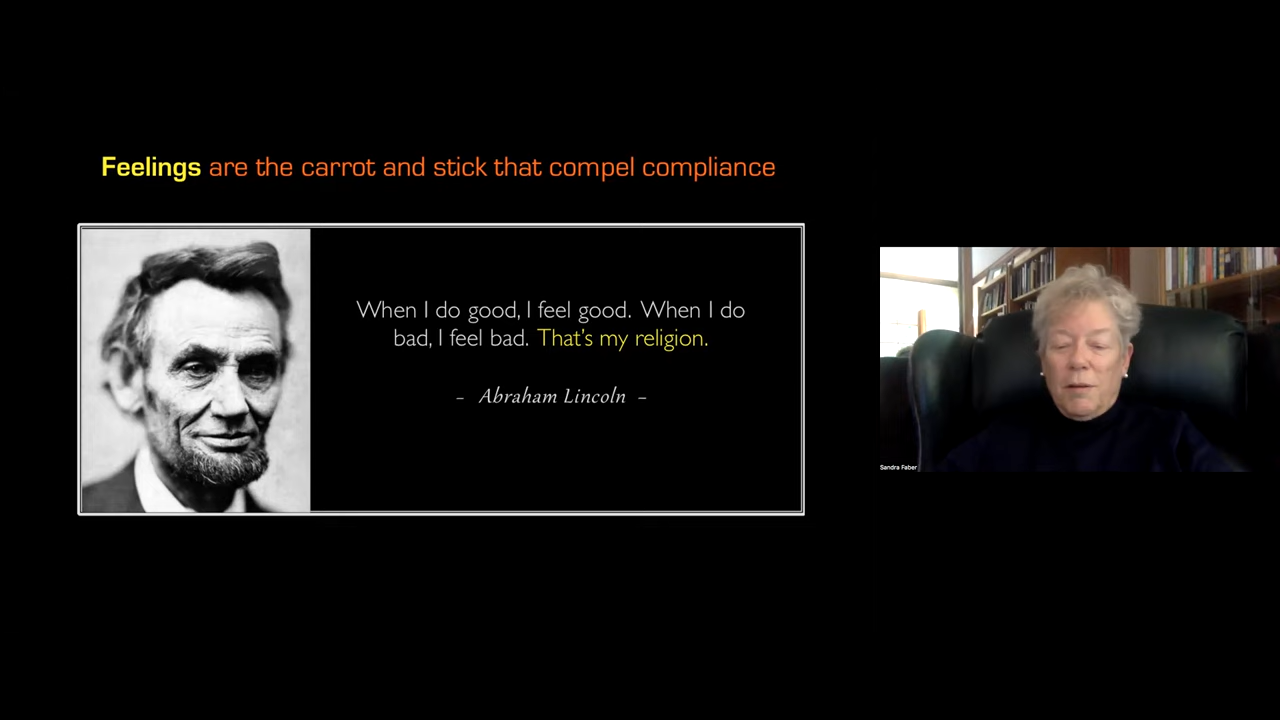 Feelings are the carrot and stick that compel compliance
When I do good, I feel good. When I do
bad, I feel bad. That's my religion.
- Abraham Lincoln -
Sandra Faber